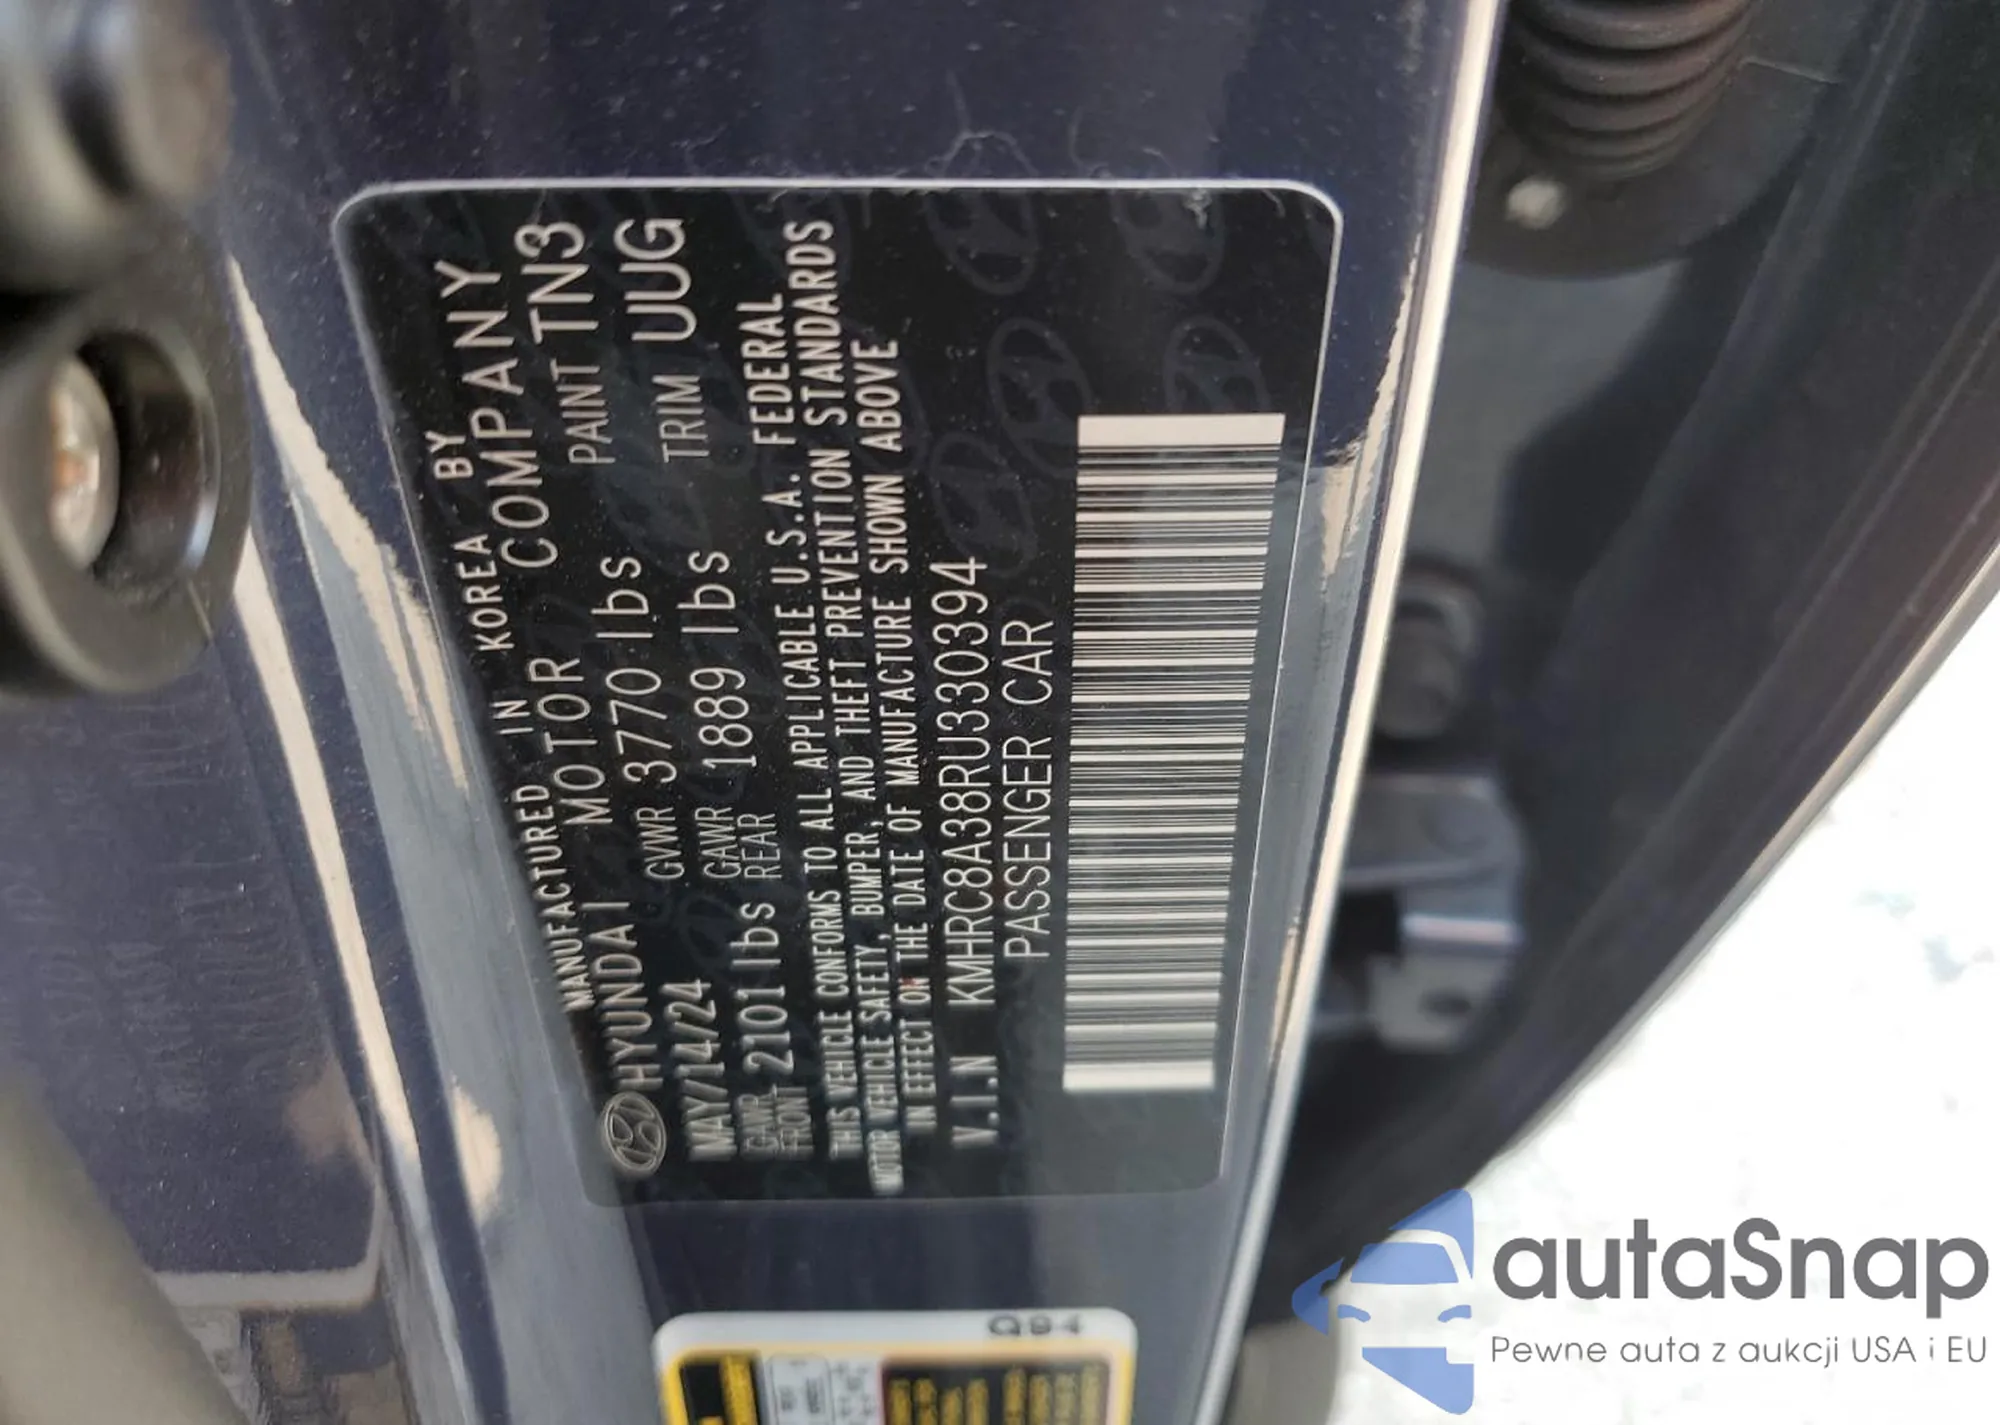 MANUFACTURED IN KOREA BY
HYUNDAI MOTOR COMPANY
MAY/14/24 GVWR 3770 lbs PAINT TN3
GAWR FRONT 2101 lbs GAWR REAR 1889 lbs TRIM UUG
THIS VEHICLE CONFORMS TO ALL APPLICABLE U.S.A. FEDERAL
MOTOR VEHICLE SAFETY, BUMPER, AND THEFT PREVENTION STANDARDS
IN EFFECT ON THE DATE OF MANUFACTURE SHOWN ABOVE
V.I.N KMHRC8A38RU330394
PASSENGER CAR
autaSnap
Pewne auta z aukcji USA i EU